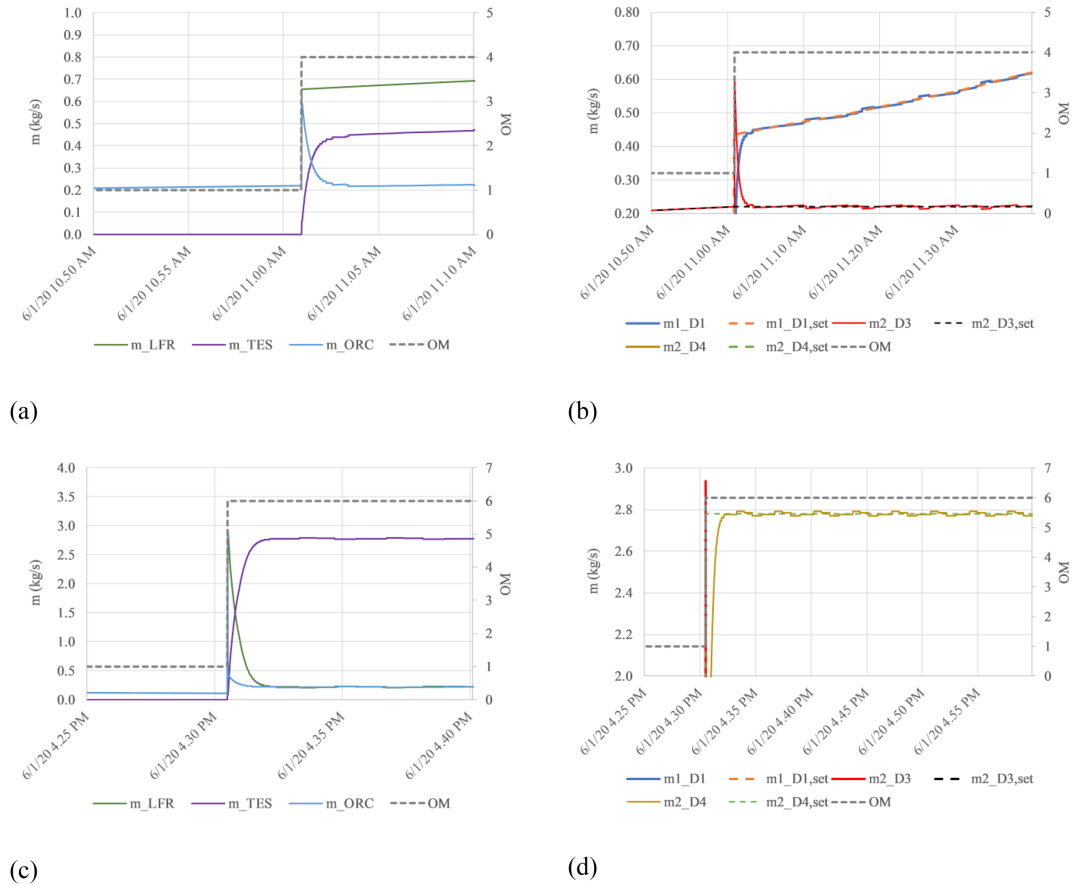 1.0
0.9
0.8
0.7
0.6
0.5
0.4
0.3
0.2
0.1
0.0
m (kg/s)
5
4
3
2
1
0
OM
6/1/20 10.50 AM
6/1/20 10.55 AM
6/1/20 11.00 AM
6/1/20 11.05 AM
6/1/20 11.10 AM
m_LFR m_TES m_ORC OM
(a)
0.80
0.70
0.60
0.50
0.40
0.30
0.20
m (kg/s)
5
4
3
2
1
0
OM
6/1/20 10.50 AM
6/1/20 11.00 AM
6/1/20 11.10 AM
6/1/20 11.20 AM
6/1/20 11.30 AM
m1_D1 m1_D1,set m2_D3 m2_D3,set
m2_D4 m2_D4,set OM
(b)
4.0
3.5
3.0
2.5
2.0
1.5
1.0
0.5
0.0
m (kg/s)
7
6
5
4
3
2
1
0
OM
6/1/20 4.25 PM
6/1/20 4.30 PM
6/1/20 4.35 PM
6/1/20 4.40 PM
m_LFR m_TES m_ORC OM
(c)
3.0
2.8
2.6
2.4
2.2
2.0
m (kg/s)
7
6
5
4
3
2
1
0
OM
6/1/20 4.25 PM
6/1/20 4.30 PM
6/1/20 4.35 PM
6/1/20 4.40 PM
6/1/20 4.45 PM
6/1/20 4.50 PM
6/1/20 4.55 PM
m1_D1 m1_D1,set m2_D3 m2_D3,set
m2_D4 m2_D4,set OM
(d)